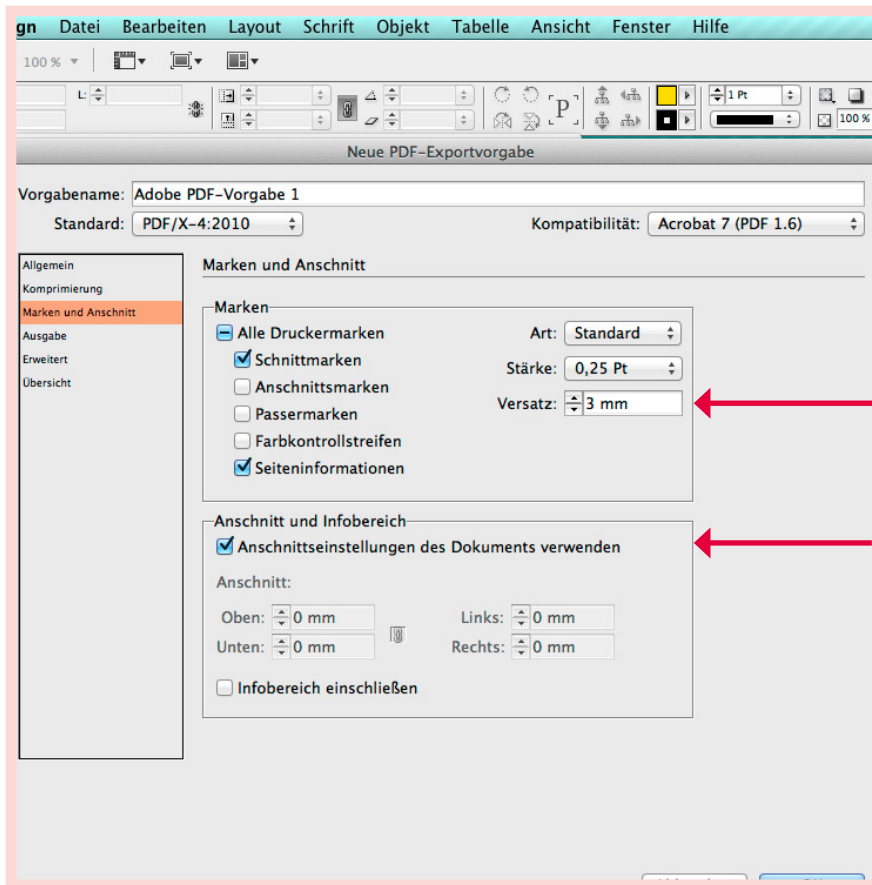 gn Datei Bearbeiten Layout Schrift Objekt Tabelle Ansicht Fenster Hilfe
100 %
L: 1 Pt
P 100 %
Neue PDF-Exportvorgabe
Vorgabename: Adobe PDF-Vorgabe 1
Standard: PDF/X-4:2010 Kompatibilität: Acrobat 7 (PDF 1.6)
Allgemein
Komprimierung
Marken und Anschnitt
Ausgabe
Erweitert
Übersicht
Marken und Anschnitt
Marken
Alle Druckermarken Art: Standard
Schnittmarken Stärke: 0,25 Pt
Anschnittsmarken Versatz: 3 mm
Passermarken
Farbkontrollstreifen
Seiteninformationen
Anschnitt und Infobereich
Anschnittseinstellungen des Dokuments verwenden
Anschnitt:
Oben: 0 mm Links: 0 mm
Unten: 0 mm Rechts: 0 mm
Infobereich einschließen